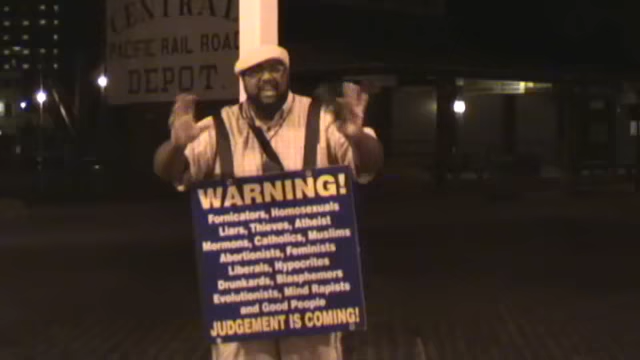 CENTRAL
PACIFIC RAIL ROAD
DEPOT.
WARNING!
Fornicators, Homosexuals
Liars, Thieves, Atheist
Mormons, Catholics, Muslims
Abortionists, Feminists
Liberals, Hypocrites
Drunkards, Blasphemers
Evolutionists, Mind Rapists
and Good People
JUDGEMENT IS COMING!